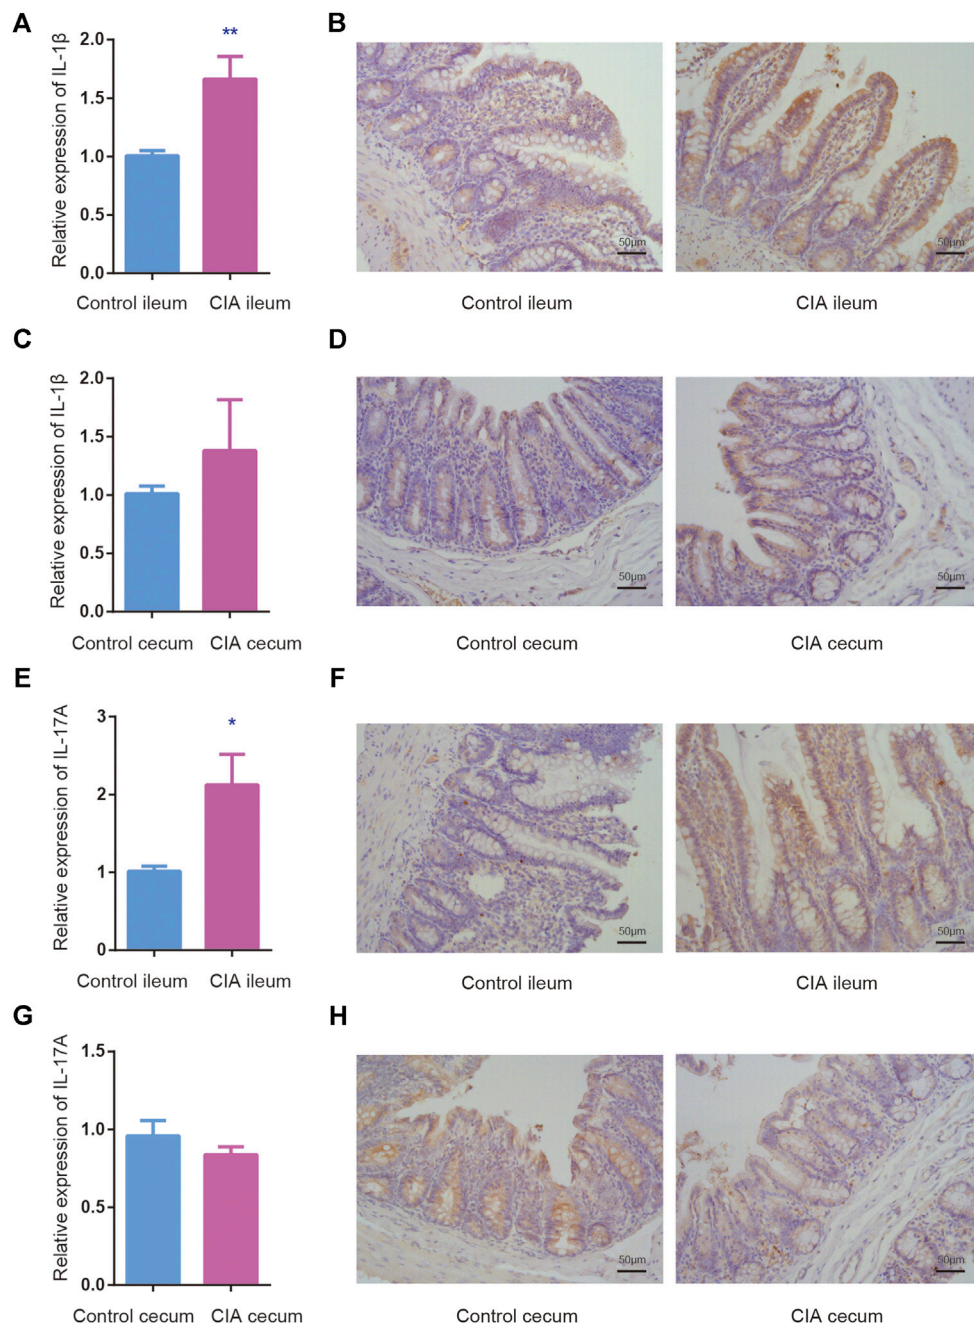 A
Relative expression of IL-1β
2.0
1.5
1.0
0.5
0.0
**
Control ileum
CIA ileum
B
50μm
50μm
Control ileum
CIA ileum
C
Relative expression of IL-1β
2.0
1.5
1.0
0.5
0.0
Control cecum
CIA cecum
D
50μm
50μm
Control cecum
CIA cecum
E
Relative expression of IL-17A
3
2
1
0
*
Control ileum
CIA ileum
F
50μm
50μm
Control ileum
CIA ileum
G
Relative expression of IL-17A
1.5
1.0
0.5
0.0
Control cecum
CIA cecum
H
50μm
50μm
Control cecum
CIA cecum